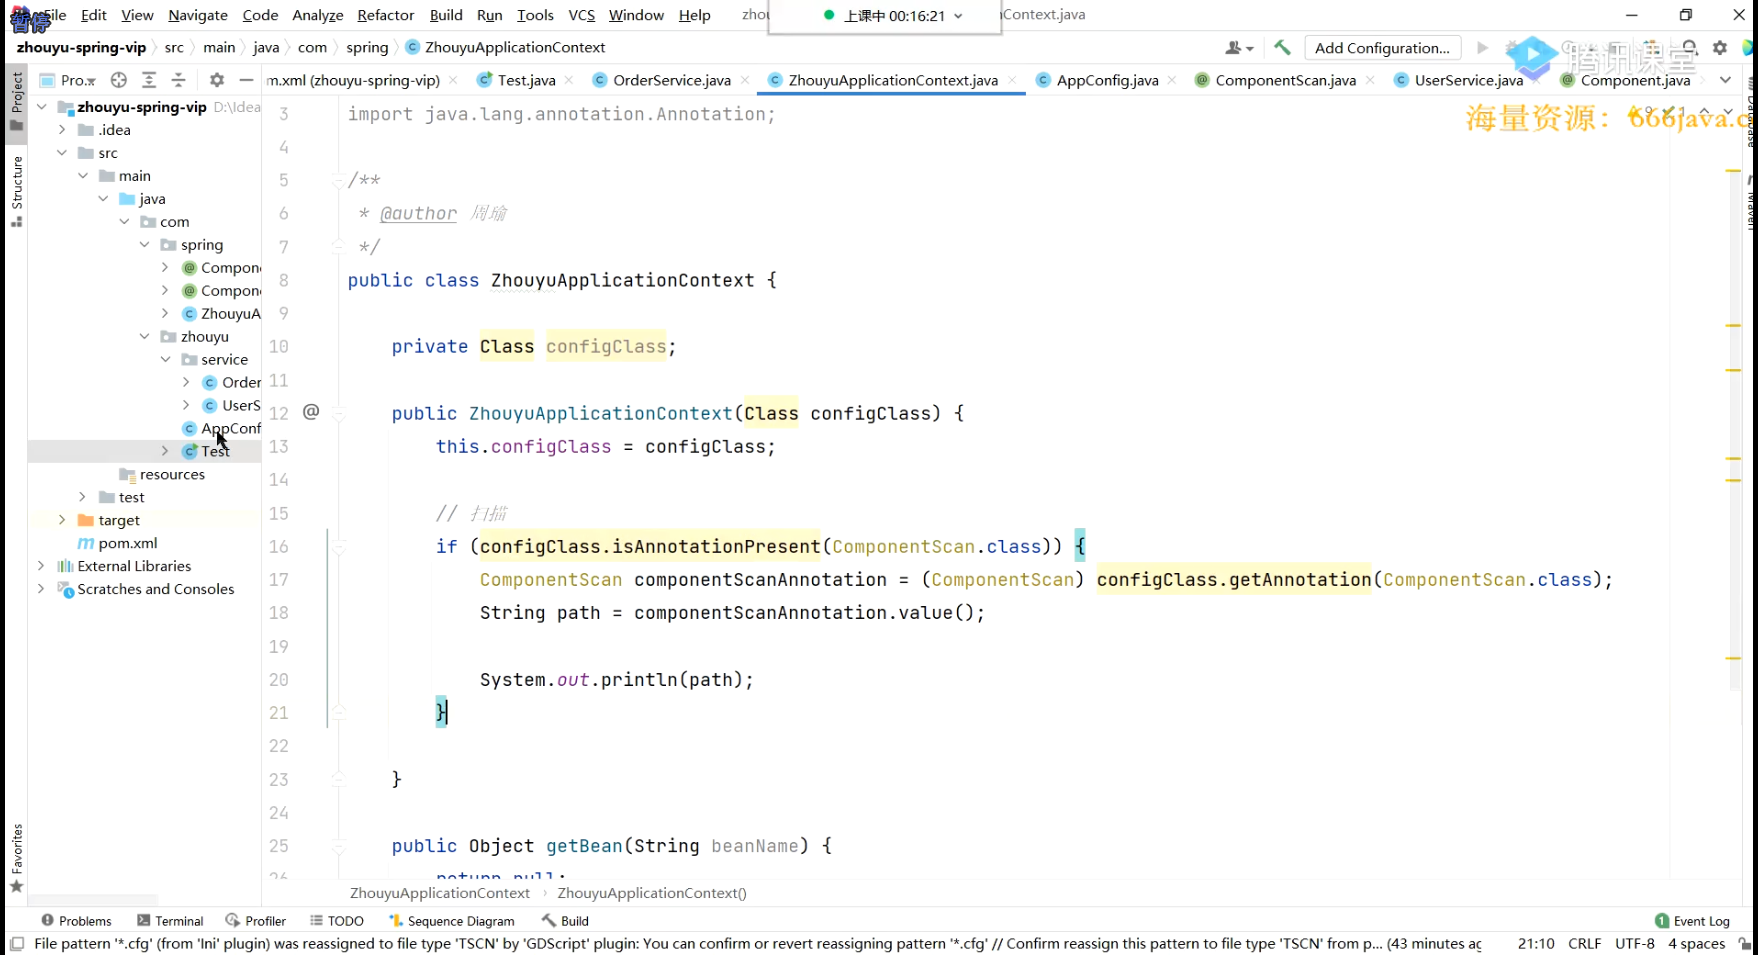 暂停
File Edit View Navigate Code Analyze Refactor Build Run Tools VCS Window Help
上课中 00:16:21
zhouyu-spring-vip src main java com spring ZhouyuApplicationContext
Add Configuration...
腾讯课堂
Pro...
m.xml (zhouyu-spring-vip) Test.java OrderService.java ZhouyuApplicationContext.java AppConfig.java ComponentScan.java UserService.java Component.java
海量资源：666java.c
Project
Structure
Favorites
zhouyu-spring-vip D:\Idea
.idea
src
main
java
com
spring
Compon
Compon
ZhouyuA
zhouyu
service
Order
UserS
AppConf
Test
resources
test
target
pom.xml
External Libraries
Scratches and Consoles
3 import java.lang.annotation.Annotation;
4
5 /**
6 * @author 周瑜
7 */
8 public class ZhouyuApplicationContext {
9
10 private Class configClass;
11
12 public ZhouyuApplicationContext(Class configClass) {
13 this.configClass = configClass;
14
15 // 扫描
16 if (configClass.isAnnotationPresent(ComponentScan.class)) {
17 ComponentScan componentScanAnnotation = (ComponentScan) configClass.getAnnotation(ComponentScan.class);
18 String path = componentScanAnnotation.value();
19
20 System.out.println(path);
21 }
22
23 }
24
25 public Object getBean(String beanName) {
26 return null;
ZhouyuApplicationContext ZhouyuApplicationContext()
Problems Terminal Profiler TODO Sequence Diagram Build
1 Event Log
File pattern '*.cfg' (from 'Ini' plugin) was reassigned to file type 'TSCN' by 'GDScript' plugin: You can confirm or revert reassigning pattern '*.cfg' // Confirm reassign this pattern to file type 'TSCN' from p... (43 minutes ag
21:10 CRLF UTF-8 4 spaces